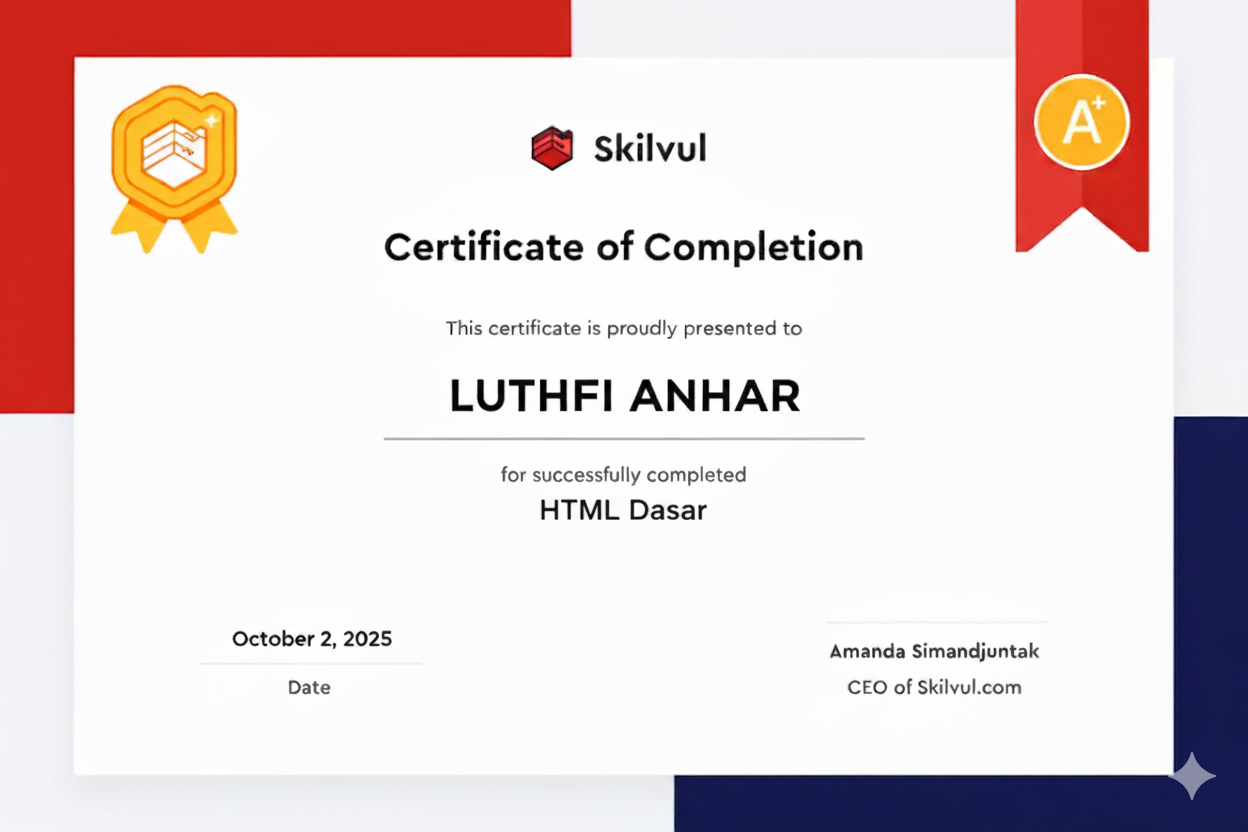 Skilvul
A+
Certificate of Completion
This certificate is proudly presented to
LUTHFI ANHAR
for successfully completed
HTML Dasar
October 2, 2025
Date
Amanda Simandjuntak
CEO of Skilvul.com